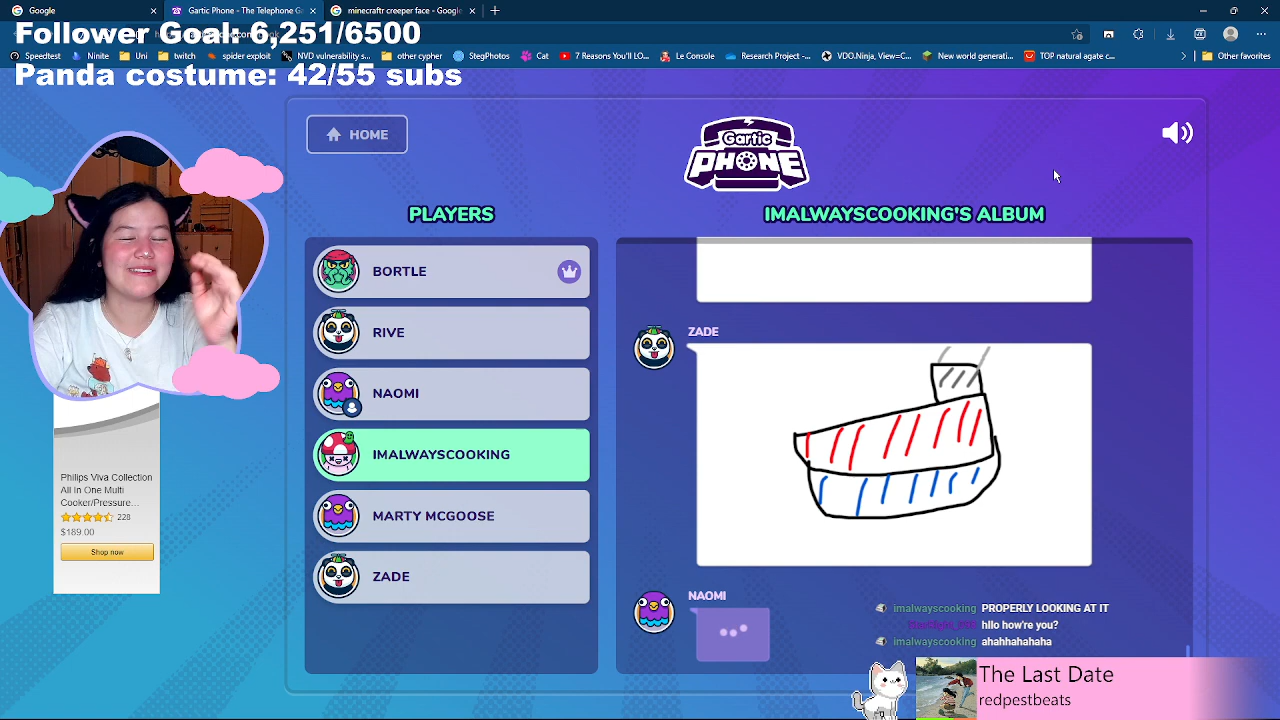 Google
Gartic Phone - The Telephone Ga
minecraftr creeper face - Google
Follower Goal: 6,251/6500
Speedtest
Ninite
Uni
twitch
spider exploit
NVD vulnerability s...
other cypher
StegPhotos
Cat
7 Reasons You'll LO...
Le Console
Research Project -...
VDO.Ninja, View=C...
New world generati...
TOP natural agate c...
Other favorites
Panda costume: 42/55 subs
HOME
Gartic
PHONE
PLAYERS
IMALWAYSCOOKING'S ALBUM
BORTLE
RIVE
NAOMI
IMALWAYSCOOKING
MARTY MCGOOSE
ZADE
ZADE
NAOMI
imalwayscooking PROPERLY LOOKING AT IT
hllo how're you?
imalwayscooking ahahhahahaha
Philips Viva Collection
All In One Multi
Cooker/Pressure...
228
$189.00
Shop now
The Last Date
redpestbeats